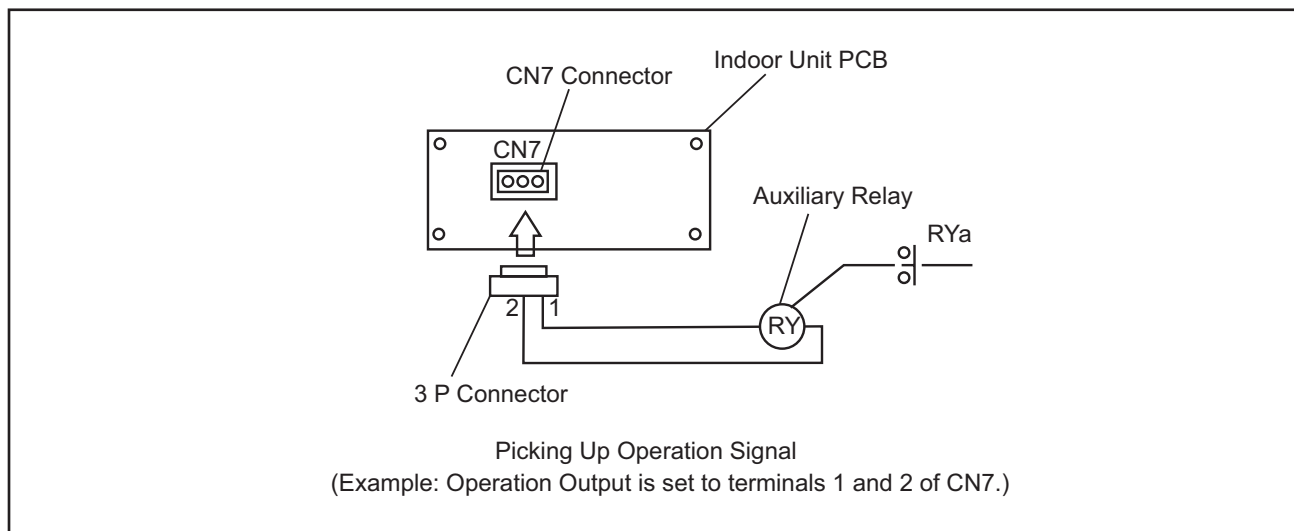 Indoor Unit PCB
CN7 Connector
CN7
Auxiliary Relay
RYa
2 1
RY
3 P Connector
Picking Up Operation Signal
(Example: Operation Output is set to terminals 1 and 2 of CN7.)